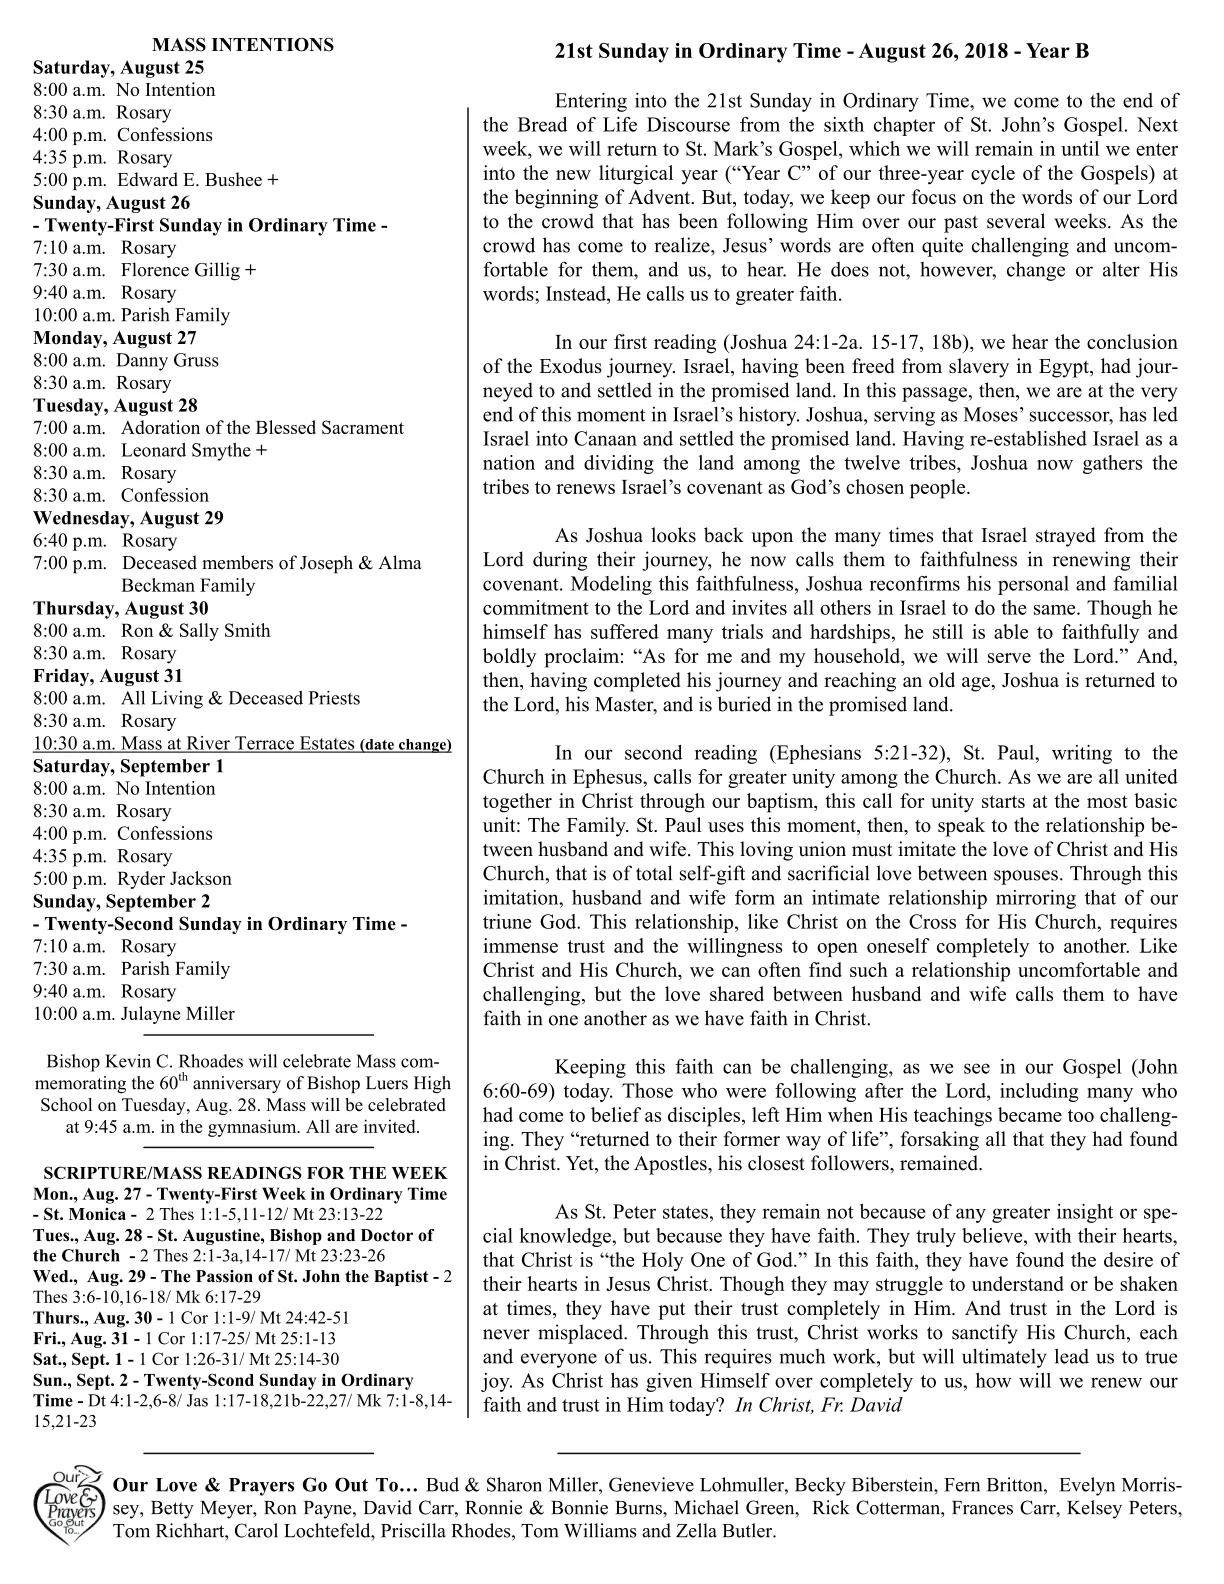 MASS INTENTIONS
Saturday, August 25
8:00 a.m.  No Intention
8:30 a.m.  Rosary
4:00 p.m.  Confessions
4:35 p.m.  Rosary
5:00 p.m.  Edward E. Bushee +
Sunday, August 26
- Twenty-First Sunday in Ordinary Time -
7:10 a.m.   Rosary
7:30 a.m.   Florence Gillig +
9:40 a.m.   Rosary
10:00 a.m. Parish Family
Monday, August 27
8:00 a.m.  Danny Gruss
8:30 a.m.  Rosary
Tuesday, August 28
7:00 a.m.   Adoration of the Blessed Sacrament
8:00 a.m.   Leonard Smythe +
8:30 a.m.   Rosary
8:30 a.m.   Confession
Wednesday, August 29
6:40 p.m.   Rosary
7:00 p.m.   Deceased members of Joseph & Alma
Beckman Family
Thursday, August 30
8:00 a.m.   Ron & Sally Smith
8:30 a.m.   Rosary
Friday, August 31
8:00 a.m.   All Living & Deceased Priests
8:30 a.m.   Rosary
10:30 a.m. Mass at River Terrace Estates (date change)
Saturday, September 1
8:00 a.m.  No Intention
8:30 a.m.  Rosary
4:00 p.m.  Confessions
4:35 p.m.  Rosary
5:00 p.m.  Ryder Jackson
Sunday, September 2
- Twenty-Second Sunday in Ordinary Time -
7:10 a.m.   Rosary
7:30 a.m.   Parish Family
9:40 a.m.   Rosary
10:00 a.m. Julayne Miller
Bishop Kevin C. Rhoades will celebrate Mass com-
memorating the 60th anniversary of Bishop Luers High
School on Tuesday, Aug. 28. Mass will be celebrated
at 9:45 a.m. in the gymnasium. All are invited.
SCRIPTURE/MASS READINGS FOR THE WEEK
Mon., Aug. 27 - Twenty-First Week in Ordinary Time
- St. Monica -  2 Thes 1:1-5,11-12/ Mt 23:13-22
Tues., Aug. 28 - St. Augustine, Bishop and Doctor of
the Church  - 2 Thes 2:1-3a,14-17/ Mt 23:23-26
Wed.,  Aug. 29 - The Passion of St. John the Baptist - 2
Thes 3:6-10,16-18/ Mk 6:17-29
Thurs., Aug. 30 - 1 Cor 1:1-9/ Mt 24:42-51
Fri., Aug. 31 - 1 Cor 1:17-25/ Mt 25:1-13
Sat., Sept. 1 - 1 Cor 1:26-31/ Mt 25:14-30
Sun., Sept. 2 - Twenty-Scond Sunday in Ordinary
Time - Dt 4:1-2,6-8/ Jas 1:17-18,21b-22,27/ Mk 7:1-8,14-
15,21-23
21st Sunday in Ordinary Time - August 26, 2018 - Year B
Entering into the 21st Sunday in Ordinary Time, we come to the end of
the Bread of Life Discourse from the sixth chapter of St. John's Gospel. Next
week, we will return to St. Mark's Gospel, which we will remain in until we enter
into the new liturgical year (“Year C” of our three-year cycle of the Gospels) at
the beginning of Advent. But, today, we keep our focus on the words of our Lord
to the crowd that has been following Him over our past several weeks. As the
crowd has come to realize, Jesus’ words are often quite challenging and uncom-
fortable for them, and us, to hear. He does not, however, change or alter His
words; Instead, He calls us to greater faith.
In our first reading (Joshua 24:1-2a. 15-17, 18b), we hear the conclusion
of the Exodus journey. Israel, having been freed from slavery in Egypt, had jour-
neyed to and settled in the promised land. In this passage, then, we are at the very
end of this moment in Israel’s history. Joshua, serving as Moses’ successor, has led
Israel into Canaan and settled the promised land. Having re-established Israel as a
nation and dividing the land among the twelve tribes, Joshua now gathers the
tribes to renews Israel’s covenant as God’s chosen people.
As Joshua looks back upon the many times that Israel strayed from the
Lord during their journey, he now calls them to faithfulness in renewing their
covenant. Modeling this faithfulness, Joshua reconfirms his personal and familial
commitment to the Lord and invites all others in Israel to do the same. Though he
himself has suffered many trials and hardships, he still is able to faithfully and
boldly proclaim: “As for me and my household, we will serve the Lord.” And,
then, having completed his journey and reaching an old age, Joshua is returned to
the Lord, his Master, and is buried in the promised land.
In our second reading (Ephesians 5:21-32), St. Paul, writing to the
Church in Ephesus, calls for greater unity among the Church. As we are all united
together in Christ through our baptism, this call for unity starts at the most basic
unit: The Family. St. Paul uses this moment, then, to speak to the relationship be-
tween husband and wife. This loving union must imitate the love of Christ and His
Church, that is of total self-gift and sacrificial love between spouses. Through this
imitation, husband and wife form an intimate relationship mirroring that of our
triune God. This relationship, like Christ on the Cross for His Church, requires
immense trust and the willingness to open oneself completely to another. Like
Christ and His Church, we can often find such a relationship uncomfortable and
challenging, but the love shared between husband and wife calls them to have
faith in one another as we have faith in Christ.
Keeping this faith can be challenging, as we see in our Gospel (John
6:60-69) today. Those who were following after the Lord, including many who
had come to belief as disciples, left Him when His teachings became too challeng-
ing. They “returned to their former way of life”, forsaking all that they had found
in Christ. Yet, the Apostles, his closest followers, remained.
As St. Peter states, they remain not because of any greater insight or spe-
cial knowledge, but because they have faith. They truly believe, with their hearts,
that Christ is “the Holy One of God.” In this faith, they have found the desire of
their hearts in Jesus Christ. Though they may struggle to understand or be shaken
at times, they have put their trust completely in Him. And trust in the Lord is
never misplaced. Through this trust, Christ works to sanctify His Church, each
and everyone of us. This requires much work, but will ultimately lead us to true
joy. As Christ has given Himself over completely to us, how will we renew our
faith and trust in Him today?  In Christ, Fr. David
Our
Love &
Prayers
Go Out
To...
Our Love & Prayers Go Out To… Bud & Sharon Miller, Genevieve Lohmuller, Becky Biberstein, Fern Britton,  Evelyn Morris-
sey, Betty Meyer, Ron Payne, David Carr, Ronnie & Bonnie Burns, Michael Green,  Rick Cotterman, Frances Carr, Kelsey Peters,
Tom Richhart, Carol Lochtefeld, Priscilla Rhodes, Tom Williams and Zella Butler.